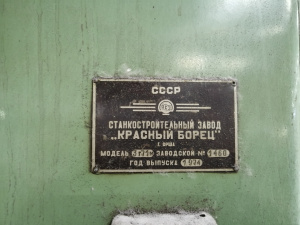 СССР
СТАНКОСТРОИТЕЛЬНЫЙ ЗАВОД
„КРАСНЫЙ БОРЕЦ"
Г. ОРША
МОДЕЛЬ ЗАВОДСКОЙ №
ГОД ВЫПУСКА